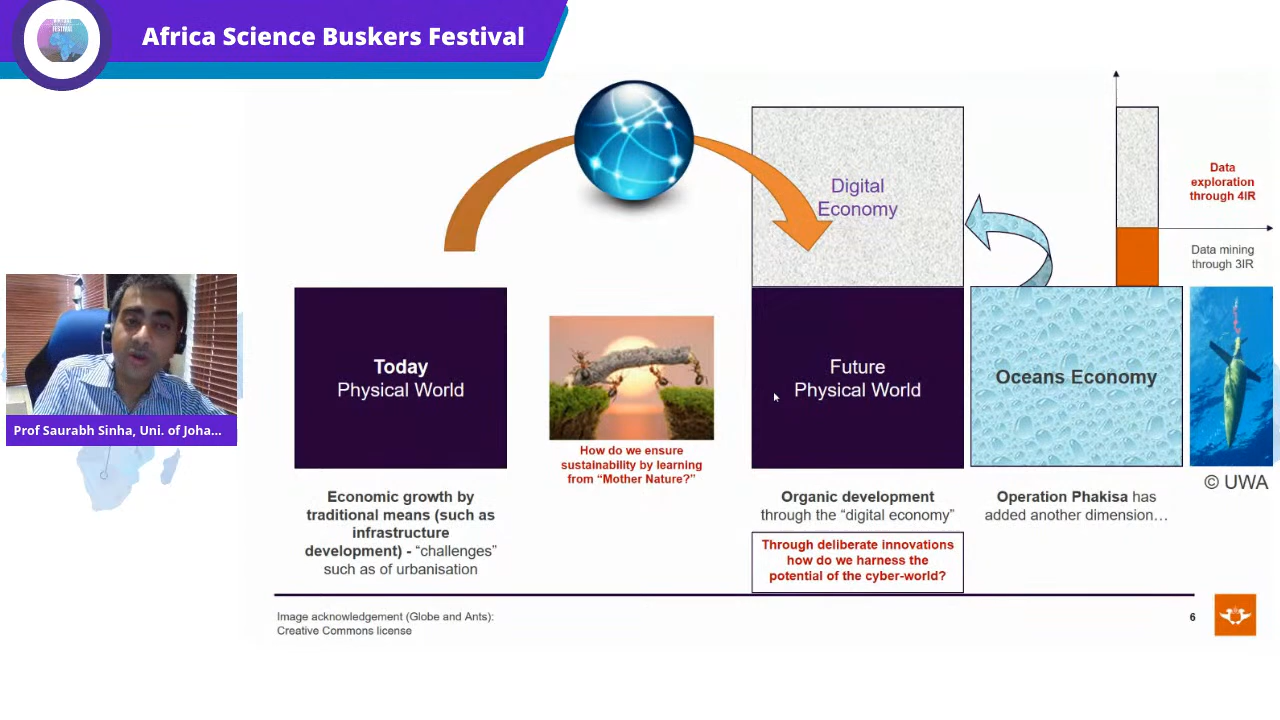 Africa Science Buskers Festival
FESTIVAL
Digital
Economy
Data
exploration
through 4IR
Data mining
through 3IR
Today
Physical World
Future
Physical World
Oceans Economy
Prof Saurabh Sinha, Uni. of Joha...
How do we ensure
sustainability by learning
from “Mother Nature?”
© UWA
Economic growth by
traditional means (such as
infrastructure
development) - “challenges”
such as of urbanisation
Organic development
through the “digital economy”
Operation Phakisa has
added another dimension…
Through deliberate innovations
how do we harness the
potential of the cyber-world?
Image acknowledgement (Globe and Ants):
Creative Commons license
6